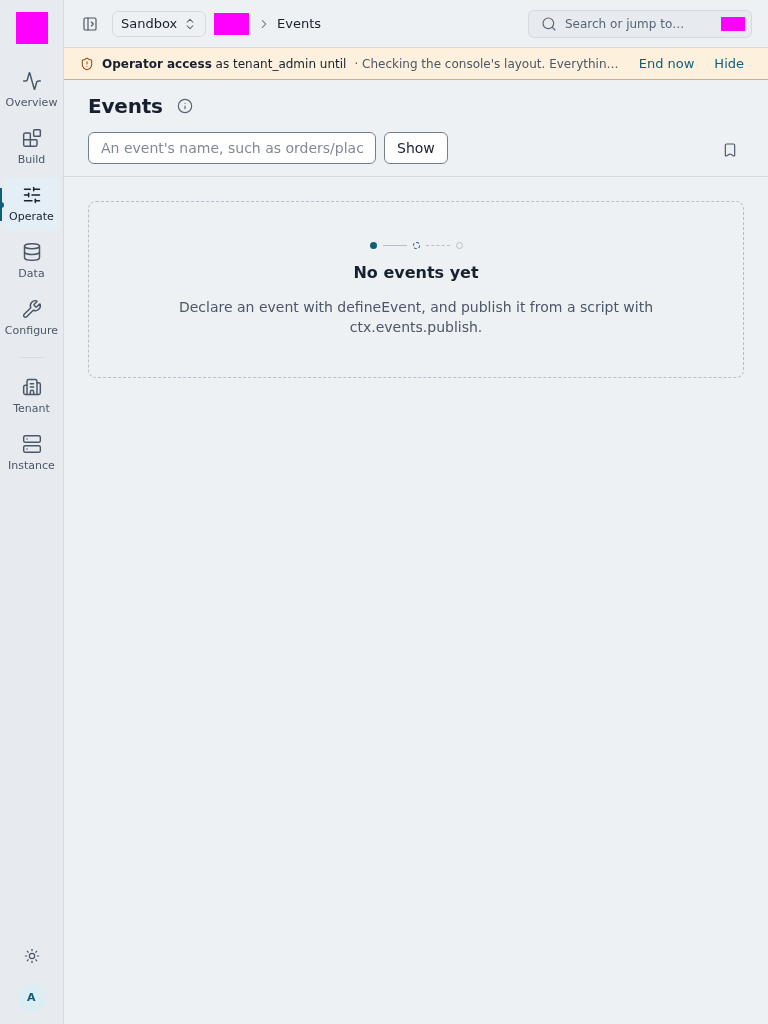 Sandbox
Events
Search or jump to…
Operator access as tenant_admin until · Checking the console's layout. Everythin…
End now
Hide
Overview
Build
Operate
Data
Configure
Tenant
Instance
A
Events
An event's name, such as orders/plac
Show
No events yet
Declare an event with defineEvent, and publish it from a script with
ctx.events.publish.